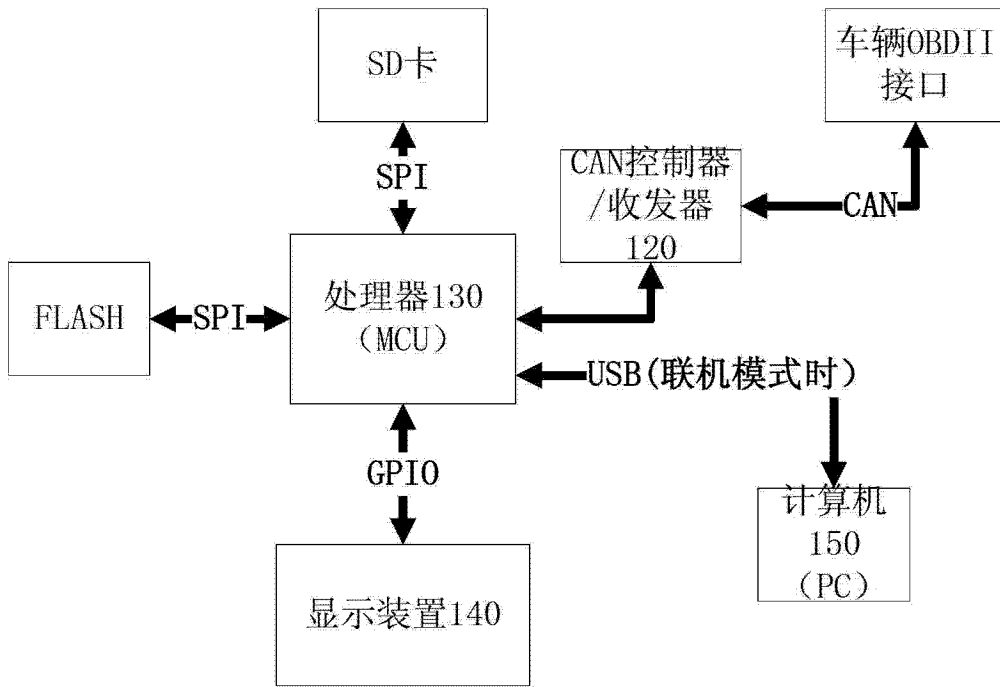 SD卡
车辆OBDII
接口
SPI
CAN控制器
/收发器
120
CAN
FLASH
SPI
处理器130
（MCU）
USB(联机模式时）
GPIO
计算机
150
（PC）
显示装置140